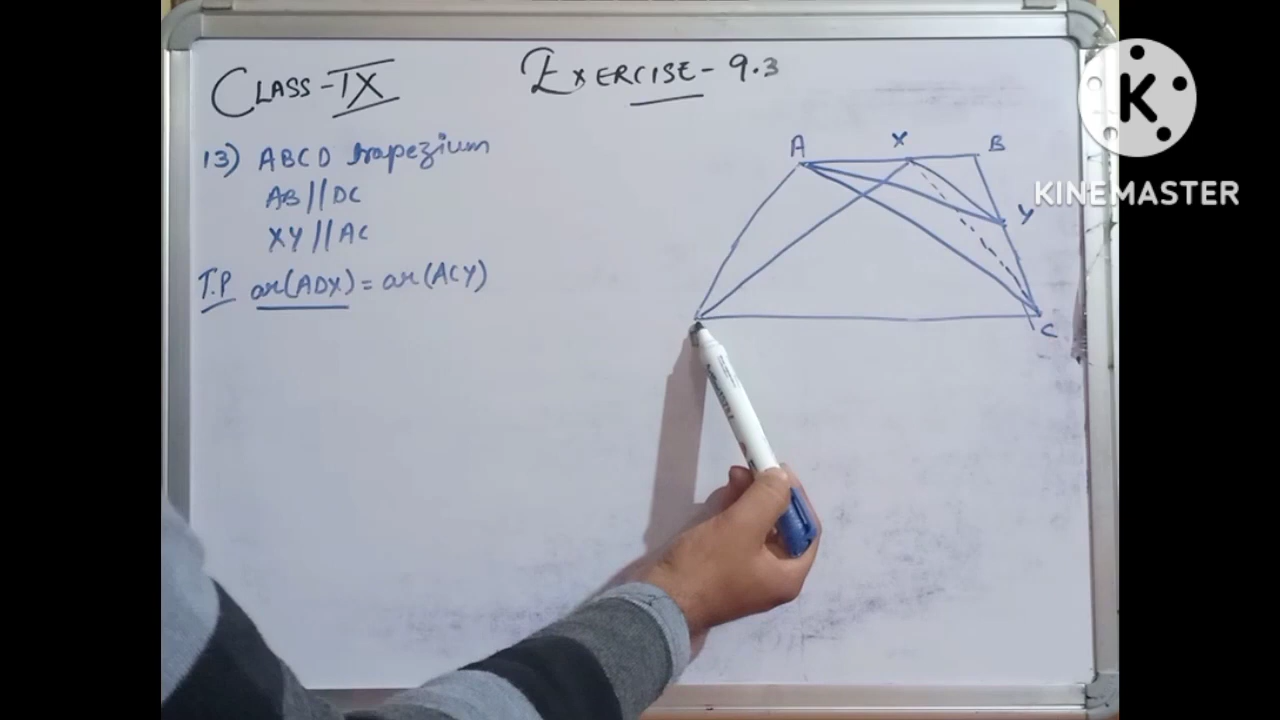 CLASS-IX
EXERCISE-9.3
13) ABCD trapezium
AB//DC
XY//AC
T.P ar(ADX)=ar(ACY)
A X B
Y
C
K
KINEMASTER